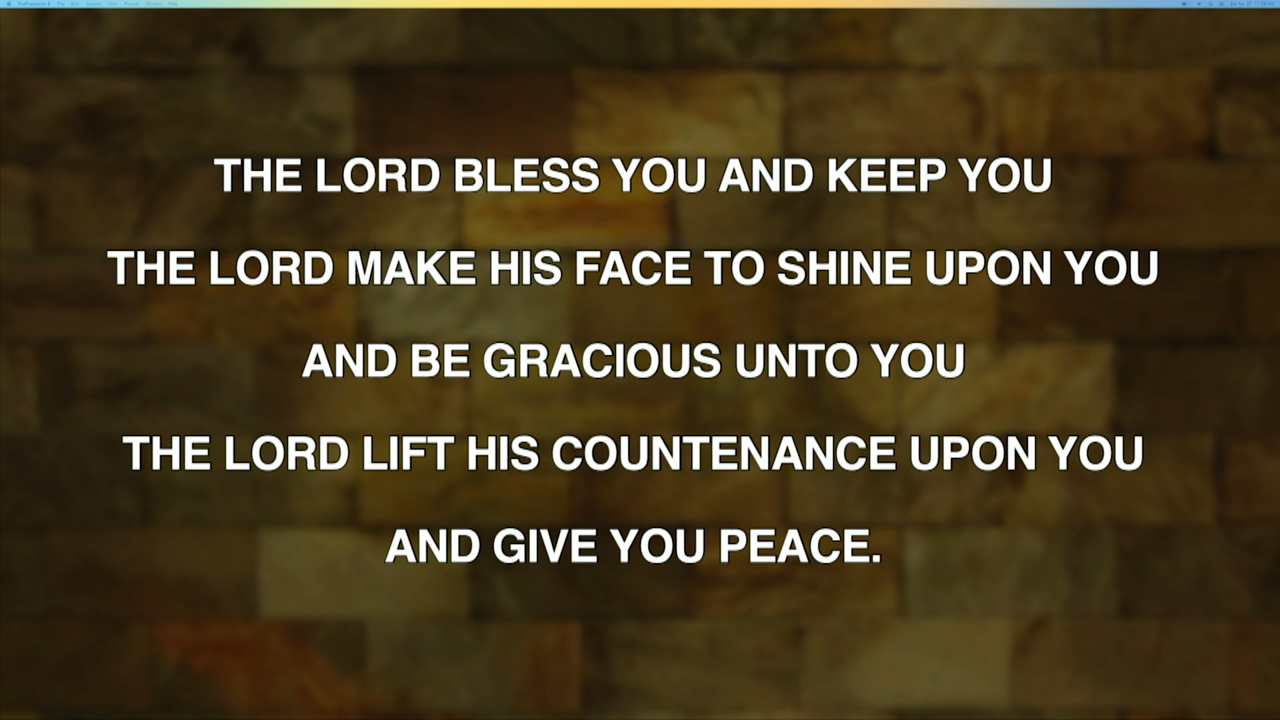 THE LORD BLESS YOU AND KEEP YOU
THE LORD MAKE HIS FACE TO SHINE UPON YOU
AND BE GRACIOUS UNTO YOU
THE LORD LIFT HIS COUNTENANCE UPON YOU
AND GIVE YOU PEACE.